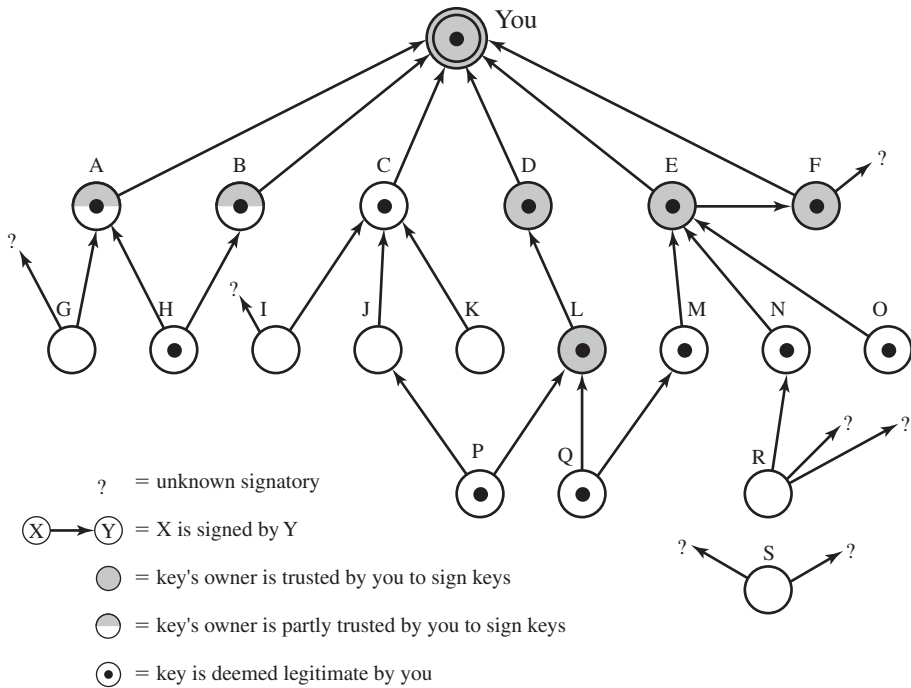 You
A B C D E F ?
?
G H ? I J K L M N O
P Q R ? ?
? = unknown signatory
X Y = X is signed by Y
? S ?
= key's owner is trusted by you to sign keys
= key's owner is partly trusted by you to sign keys
= key is deemed legitimate by you